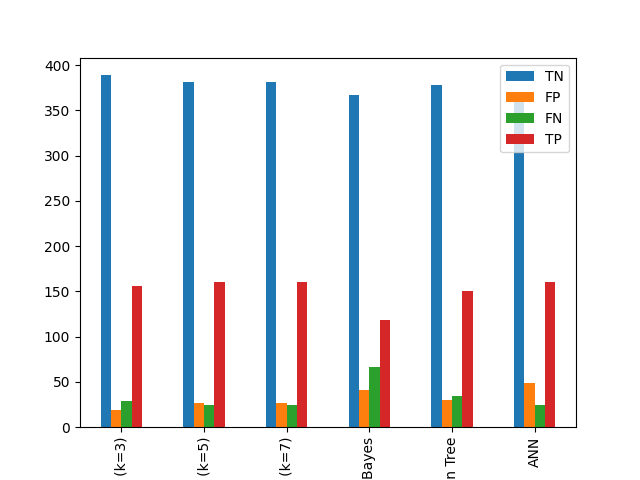 400
350
300
250
200
150
100
50
0
TN
FP
FN
TP
(k=3)
(k=5)
(k=7)
Bayes
n Tree
ANN